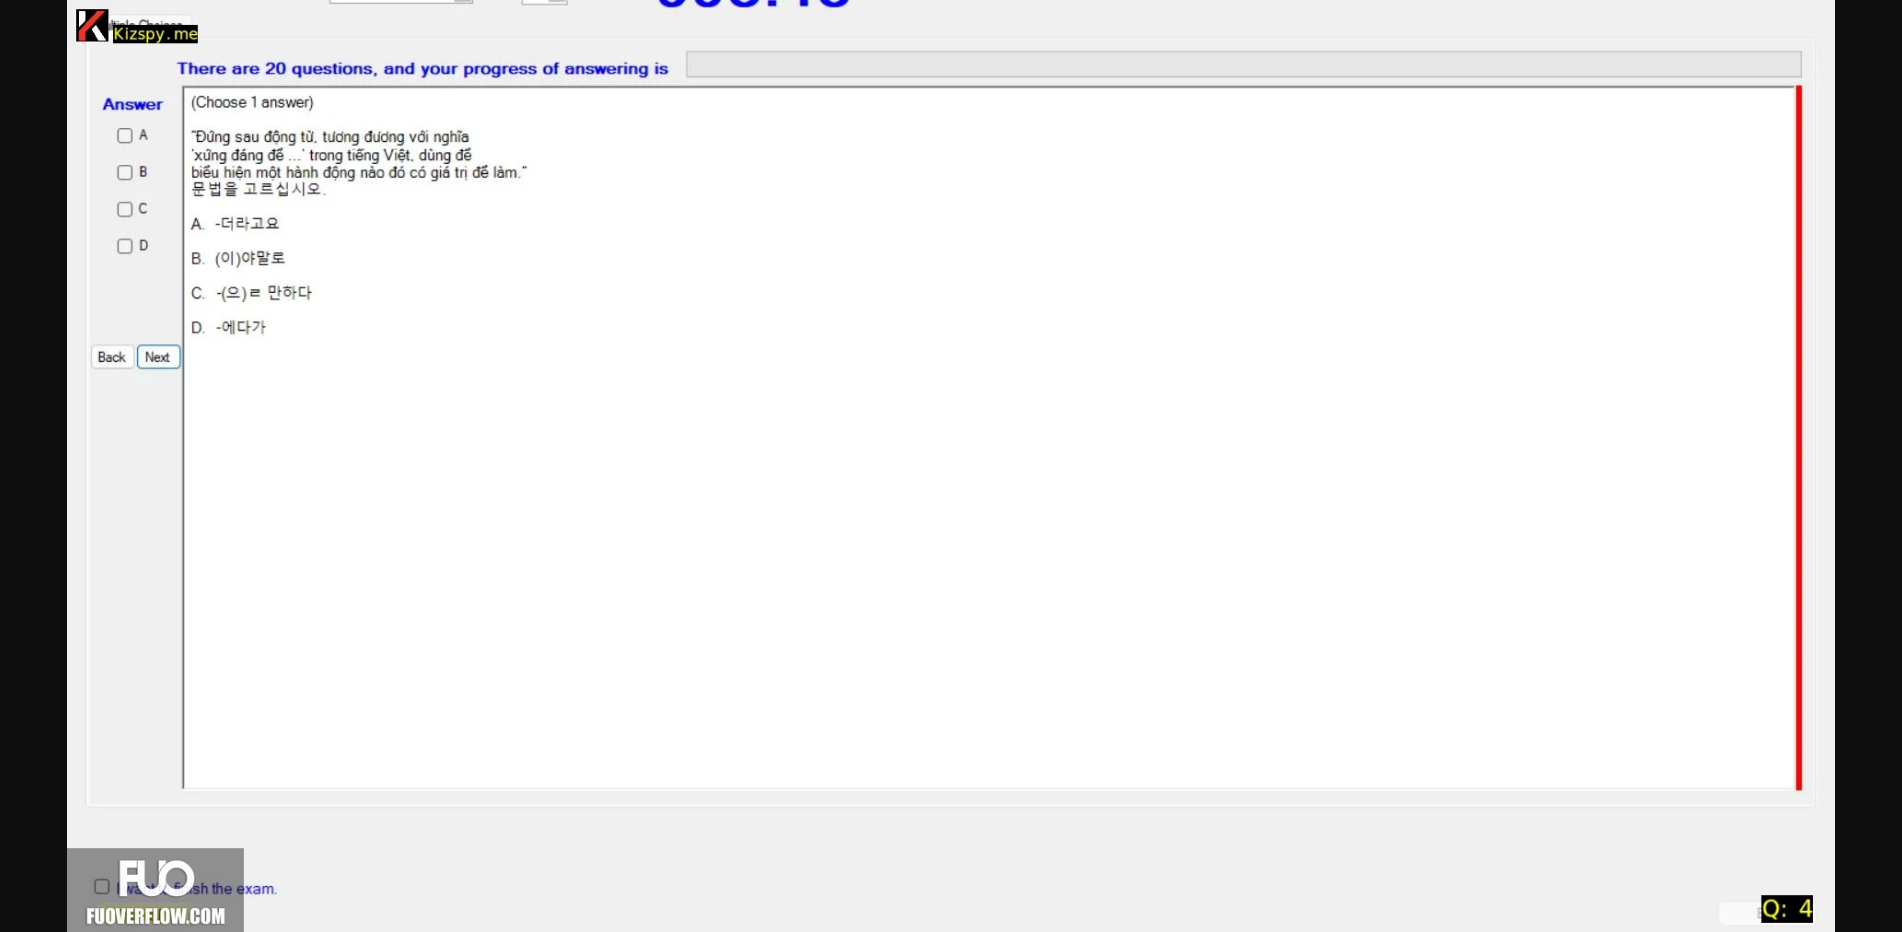 Kizspy.me
There are 20 questions, and your progress of answering is
Answer
(Choose 1 answer)
A
B
C
D
"Đứng sau động từ, tương đương với nghĩa
'xứng đáng để ...' trong tiếng Việt, dùng để
biểu hiện một hành động nào đó có giá trị để làm."
문법을 고르십시오.
A. -더라고요
B. (이)야말로
C. -(으)ㄹ 만하다
D. -에다가
Back Next
FUO
finish the exam.
FUOVERFLOW.COM
Q: 4